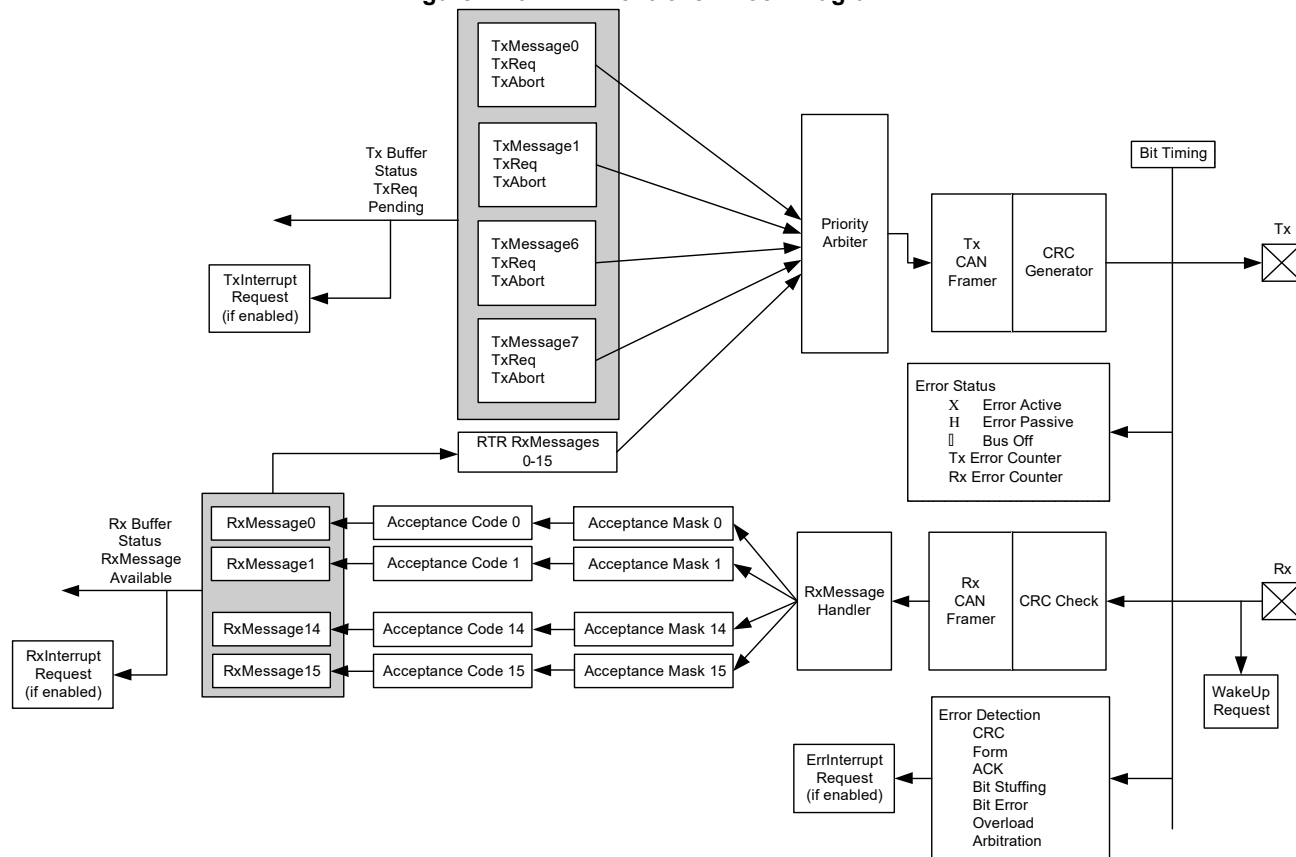 TxMessage0
TxReq
TxAbort
TxMessage1
TxReq
TxAbort
TxMessage6
TxReq
TxAbort
TxMessage7
TxReq
TxAbort
Tx Buffer
Status
TxReq
Pending
TxInterrupt
Request
(if enabled)
Priority
Arbiter
Tx
CAN
Framer
CRC
Generator
Bit Timing
Tx
Error Status
X Error Active
H Error Passive
▯ Bus Off
Tx Error Counter
Rx Error Counter
RTR RxMessages
0-15
Rx Buffer
Status
RxMessage
Available
RxInterrupt
Request
(if enabled)
RxMessage0
Acceptance Code 0
Acceptance Mask 0
RxMessage1
Acceptance Code 1
Acceptance Mask 1
RxMessage14
Acceptance Code 14
Acceptance Mask 14
RxMessage15
Acceptance Code 15
Acceptance Mask 15
RxMessage
Handler
Rx
CAN
Framer
CRC Check
Rx
WakeUp
Request
Error Detection
CRC
Form
ACK
Bit Stuffing
Bit Error
Overload
Arbitration
ErrInterrupt
Request
(if enabled)